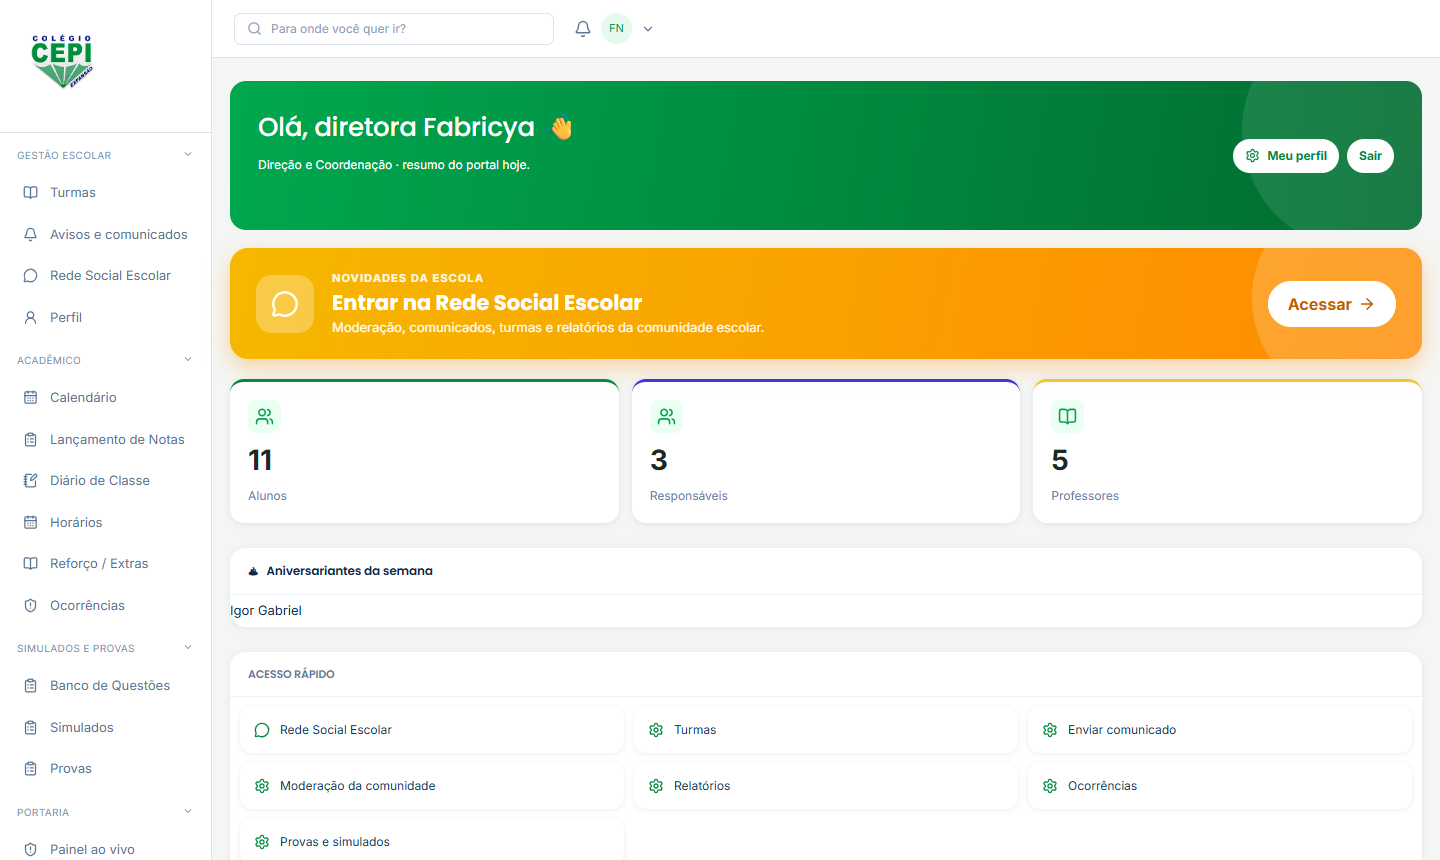 COLÉGIO
CEPI
EXPANSÃO
Para onde você quer ir?
FN
GESTÃO ESCOLAR
Turmas
Avisos e comunicados
Rede Social Escolar
Perfil
ACADÊMICO
Calendário
Lançamento de Notas
Diário de Classe
Horários
Reforço / Extras
Ocorrências
SIMULADOS E PROVAS
Banco de Questões
Simulados
Provas
PORTARIA
Painel ao vivo
Olá, diretora Fabricya 👋
Direção e Coordenação · resumo do portal hoje.
Meu perfil
Sair
NOVIDADES DA ESCOLA
Entrar na Rede Social Escolar
Moderação, comunicados, turmas e relatórios da comunidade escolar.
Acessar
11
Alunos
3
Responsáveis
5
Professores
Aniversariantes da semana
Igor Gabriel
ACESSO RÁPIDO
Rede Social Escolar
Turmas
Enviar comunicado
Moderação da comunidade
Relatórios
Ocorrências
Provas e simulados